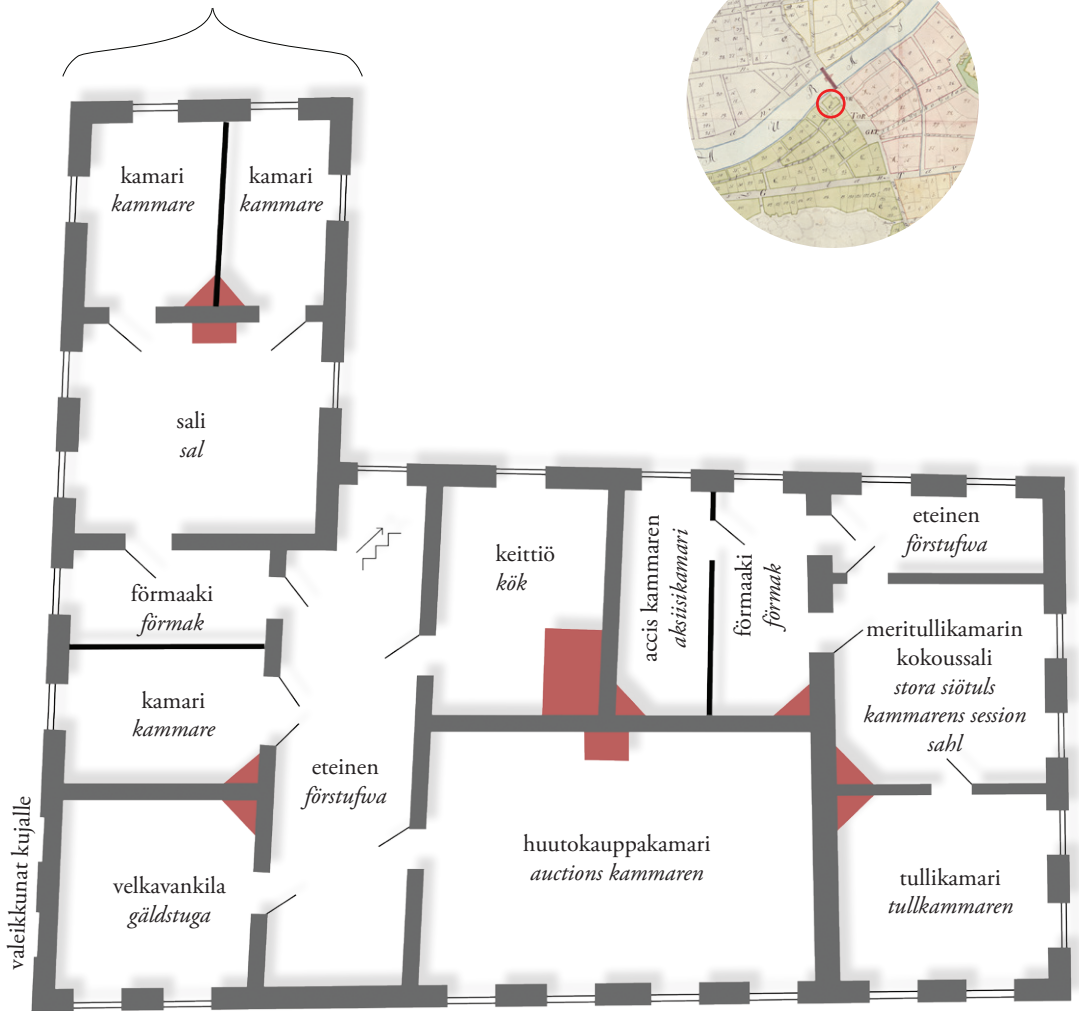 kamari
kammare
kamari
kammare
sali
sal
förmaaki
förmak
kamari
kammare
velkavankila
gäldstuga
valeikkunat kujalle
eteinen
förstufwa
keittiö
kök
accis kammaren
aksiisikamari
förmaaki
förmak
eteinen
förstufwa
meritullikamarin
kokoussali
stora siötuls
kammarens session
sahl
huutokauppakamari
auctions kammaren
tullikamari
tullkammaren